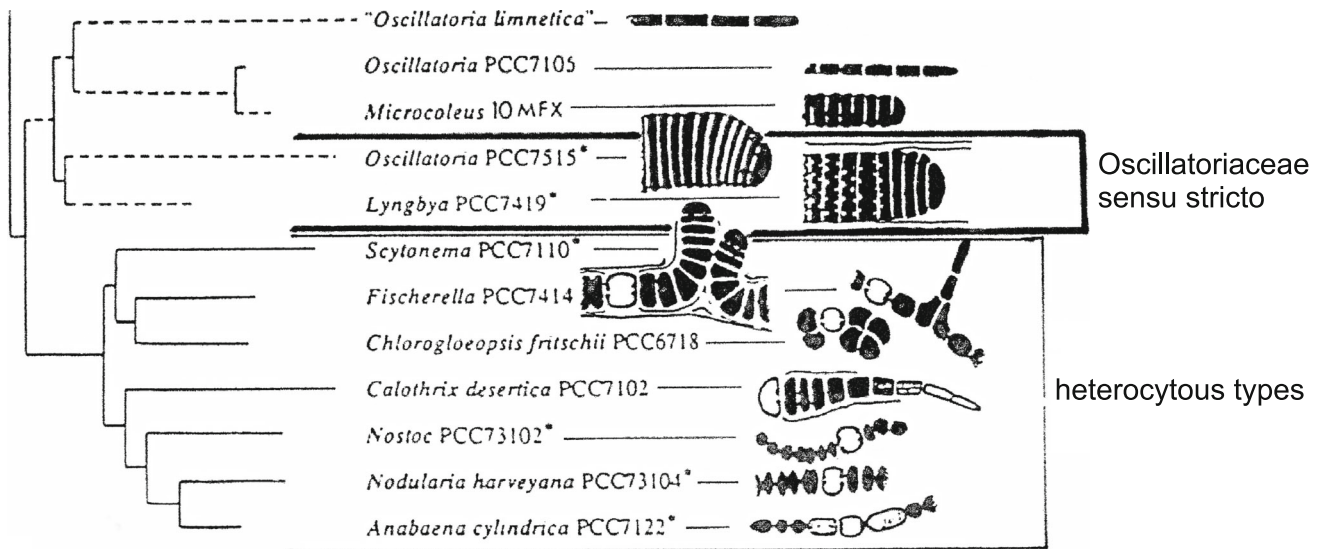 "Oscillatoria limnetica"
Oscillatoria PCC7105
Microcoleus 10 MFX
Oscillatoria PCC7515*
Lyngbya PCC7419*
Oscillatoriaceae
sensu stricto
Scytonema PCC7110*
Fischerella PCC7414
Chlorogloeopsis fritschii PCC6718
Calothrix desertica PCC7102
heterocytous types
Nostoc PCC73102*
Nodularia harveyana PCC73104*
Anabaena cylindrica PCC7122*